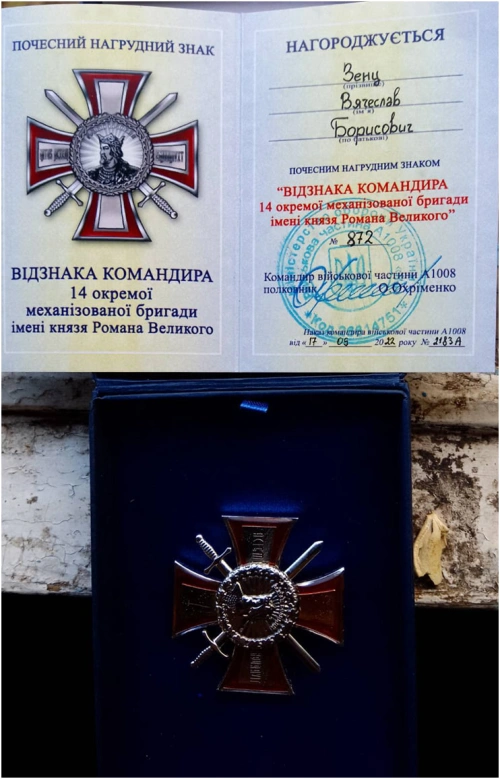 ПОЧЕСНИЙ НАГРУДНИЙ ЗНАК
ВІДЗНАКА КОМАНДИРА
14 окремої
механізованої бригади
імені князя Романа Великого
НАГОРОДЖУЄТЬСЯ
Зенц
(прізвище)
Вячеслав
(ім'я)
Борисович
(по батькові)
ПОЧЕСНИМ НАГРУДНИМ ЗНАКОМ
"ВІДЗНАКА КОМАНДИРА
14 окремої механізованої бригади
імені князя Романа Великого"
№ 872
Командир військової частини А1008
полковник О.Охріменко
Наказ командира військової частини А1008
від «17» 05 2022 року № 2183А